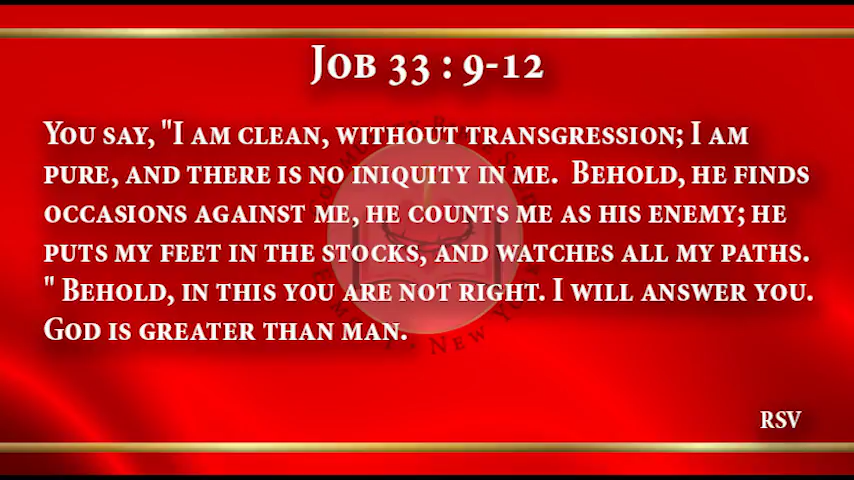 Job 33 : 9-12
You say, "I am clean, without transgression; I am
pure, and there is no iniquity in me. Behold, he finds
occasions against me, he counts me as his enemy; he
puts my feet in the stocks, and watches all my paths.
" Behold, in this you are not right. I will answer you.
God is greater than man.
New
RSV